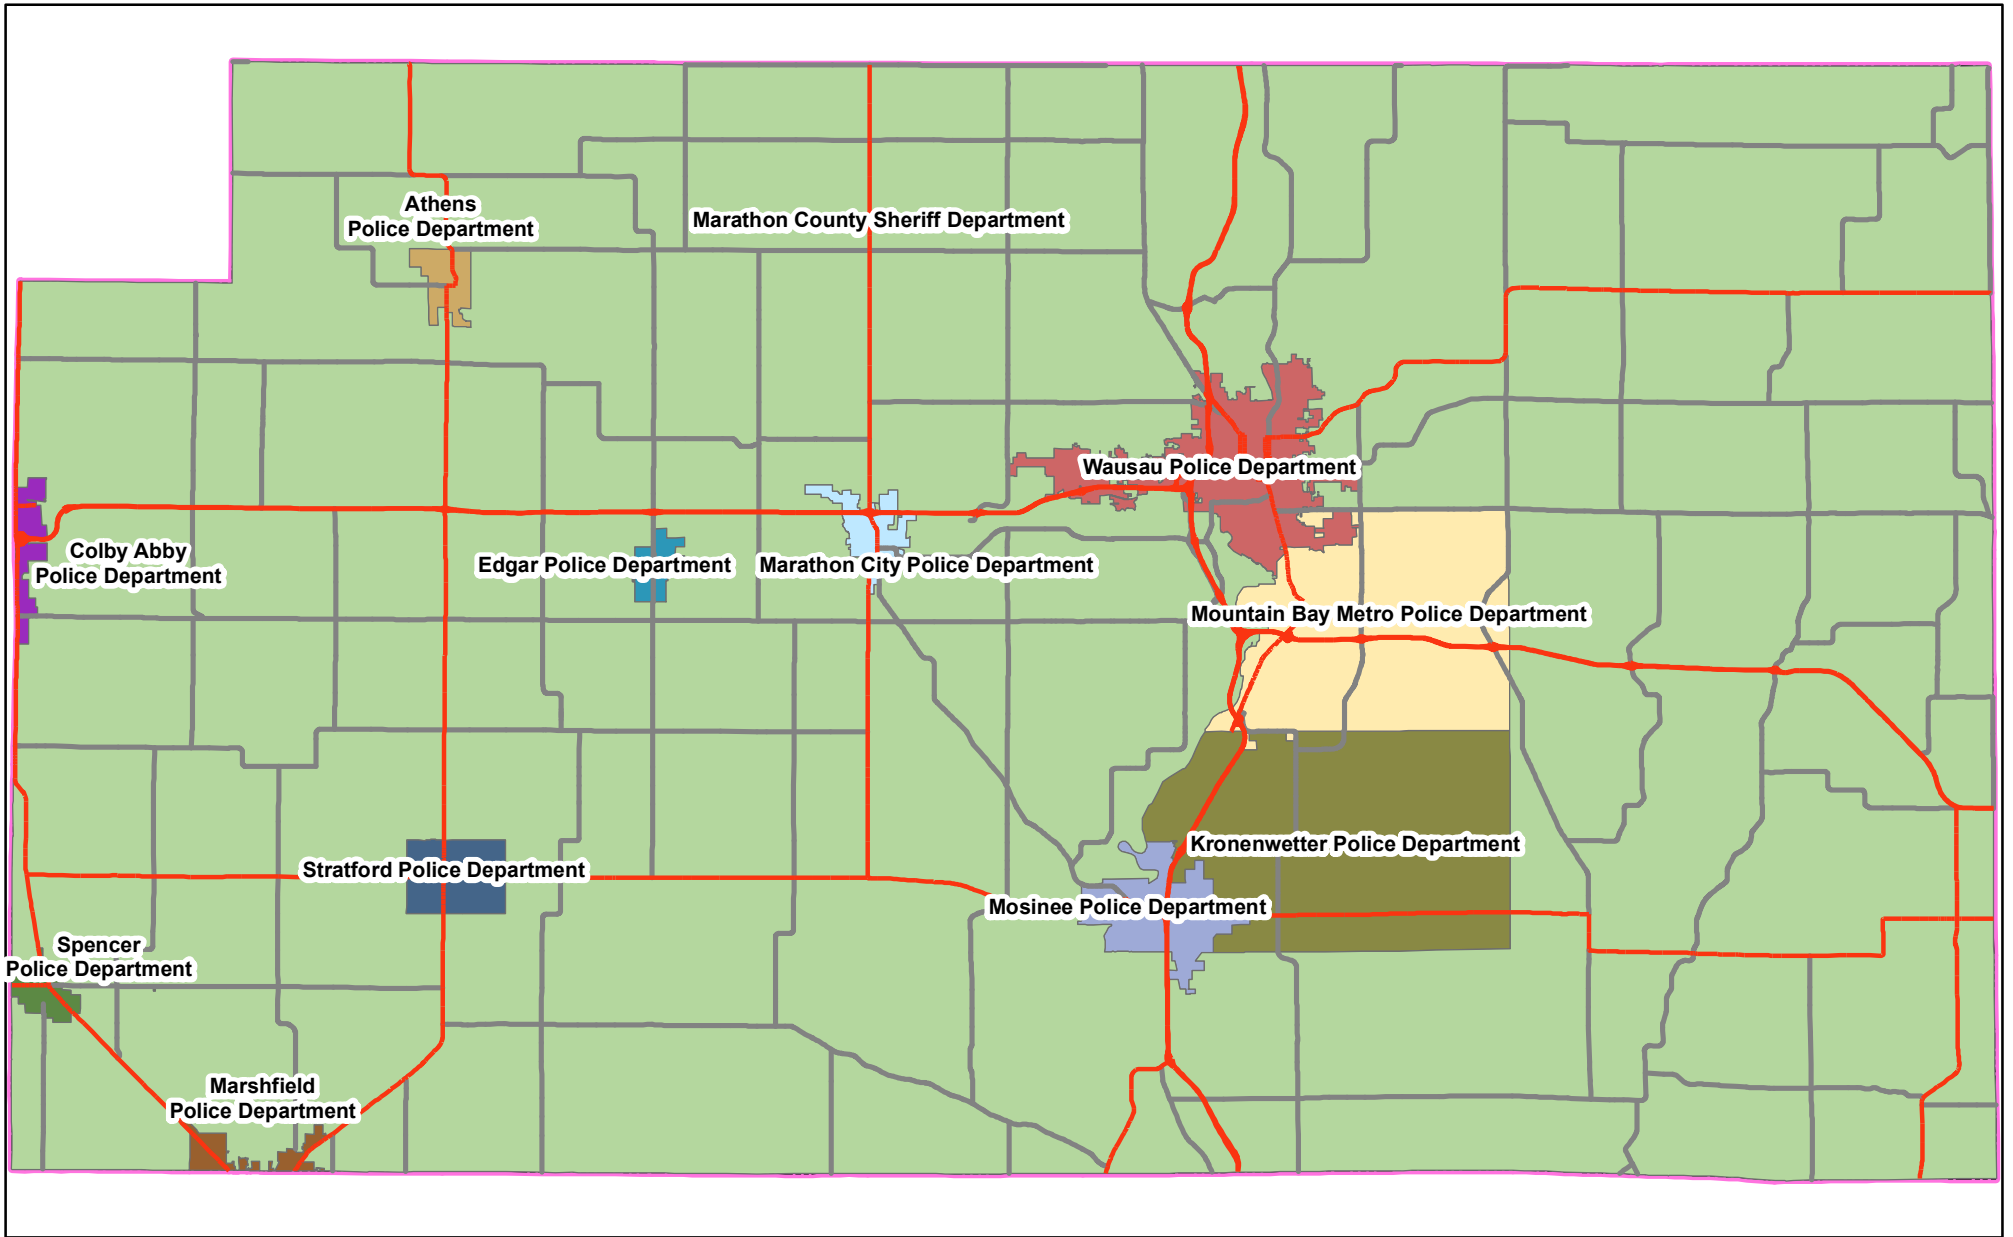 Athens
Police Department
Marathon County Sheriff Department
Wausau Police Department
Colby Abby
Police Department
Edgar Police Department
Marathon City Police Department
Mountain Bay Metro Police Department
Kronenwetter Police Department
Stratford Police Department
Mosinee Police Department
Spencer
Police Department
Marshfield
Police Department